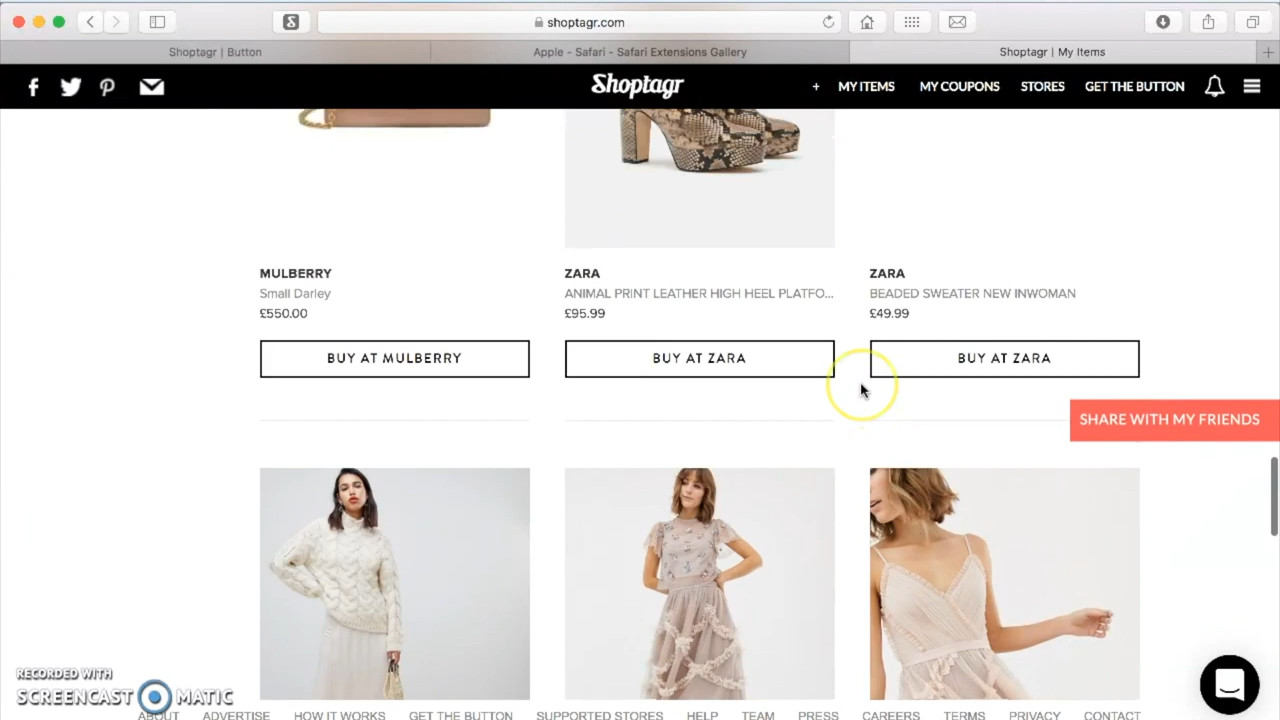 shoptagr.com
Shoptagr | Button
Apple - Safari - Safari Extensions Gallery
Shoptagr | My Items
Shoptagr
+ MY ITEMS MY COUPONS STORES GET THE BUTTON
MULBERRY
Small Darley
£550.00
BUY AT MULBERRY
ZARA
ANIMAL PRINT LEATHER HIGH HEEL PLATFO...
£95.99
BUY AT ZARA
ZARA
BEADED SWEATER NEW INWOMAN
£49.99
BUY AT ZARA
SHARE WITH MY FRIENDS
RECORDED WITH
SCREENCAST MATIC
ABOUT ADVERTISE HOW IT WORKS GET THE BUTTON SUPPORTED STORES HELP TEAM PRESS CAREERS TERMS PRIVACY CONTACT